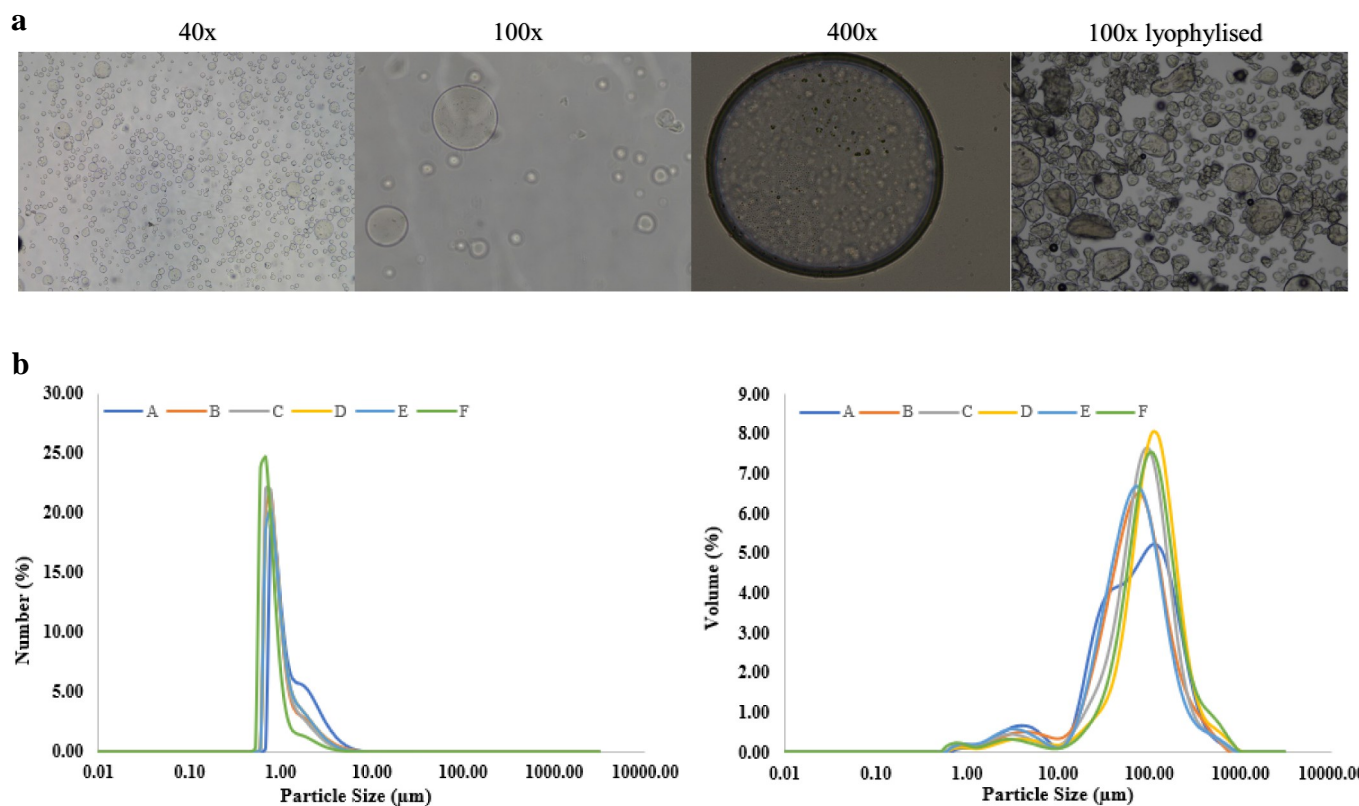 a
40x 100x 400x 100x lyophylised
b
30.00
25.00
20.00
15.00
10.00
5.00
0.00
Number (%)
A B C D E F
0.01 0.10 1.00 10.00 100.00 1000.00 10000.00
Particle Size (µm)
9.00
8.00
7.00
6.00
5.00
4.00
3.00
2.00
1.00
0.00
Volume (%)
A B C D E F
0.01 0.10 1.00 10.00 100.00 1000.00 10000.00
Particle Size (µm)